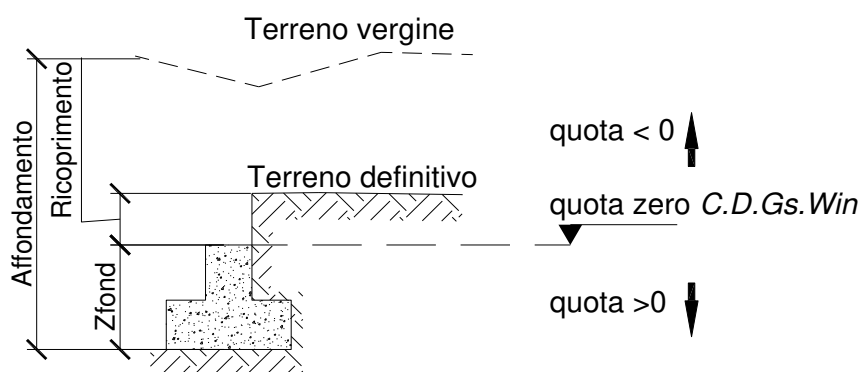 Terreno vergine
Affondamento
Ricoprimento
quota < 0
Terreno definitivo
quota zero C.D.Gs.Win
Zfond
quota >0